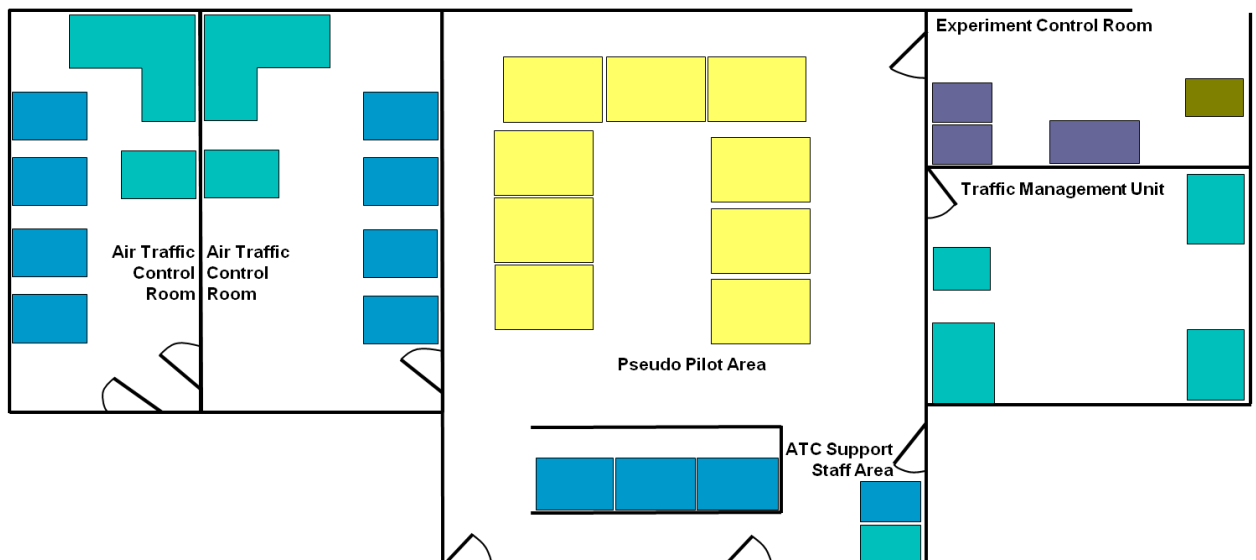 Experiment Control Room
Traffic Management Unit
Air Traffic
Control
Room
Air Traffic
Control
Room
Pseudo Pilot Area
ATC Support
Staff Area